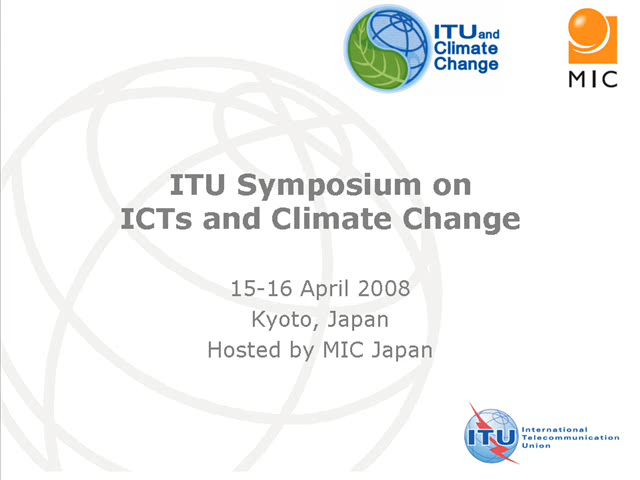 ITU and
Climate
Change
MIC
ITU Symposium on
ICTs and Climate Change
15-16 April 2008
Kyoto, Japan
Hosted by MIC Japan
ITU
International
Telecommunication
Union